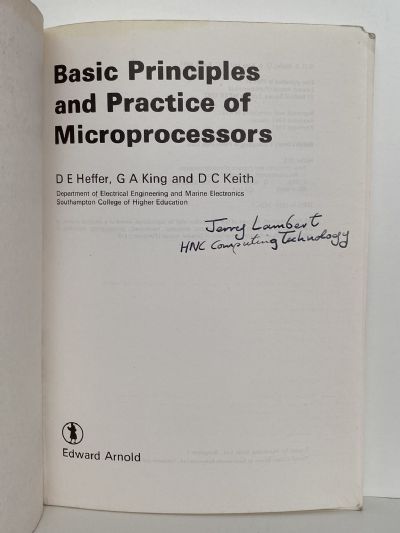 Basic Principles
and Practice of
Microprocessors
D E Heffer, G A King and D C Keith
Department of Electrical Engineering and Marine Electronics
Southampton College of Higher Education
Jerry Lambert
HNC Computing Technology
Edward Arnold